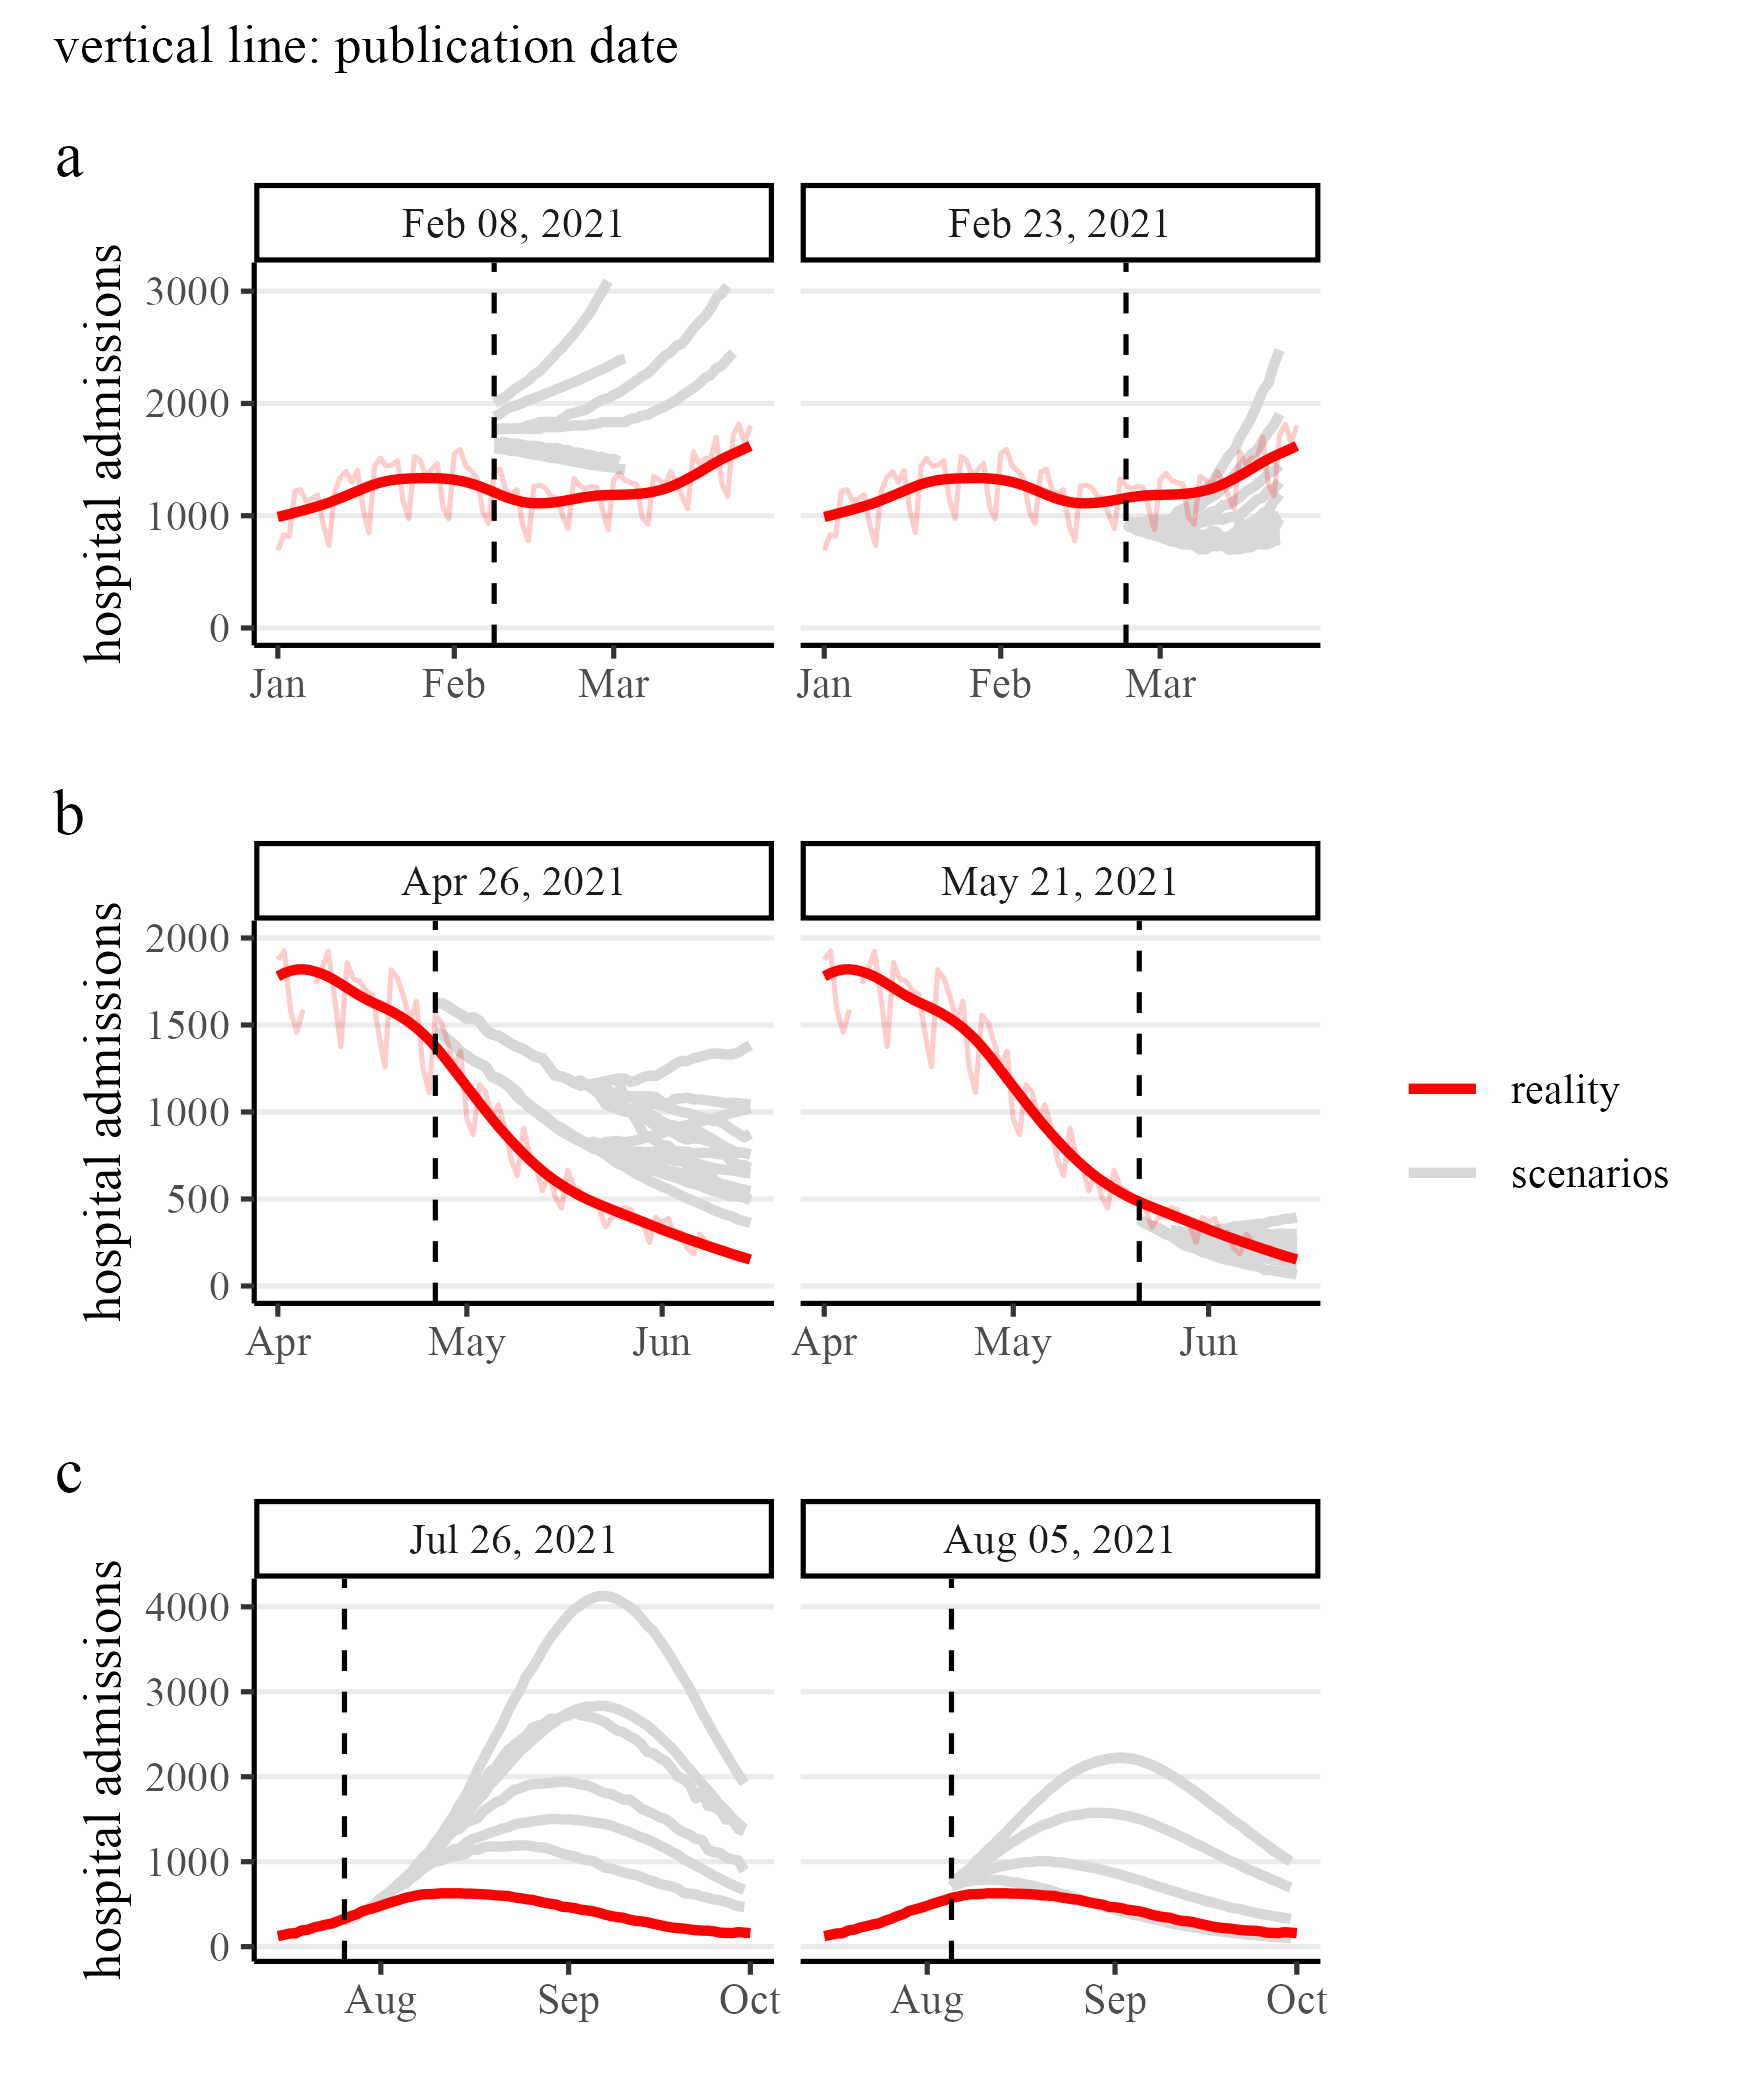 vertical line: publication date
a
Feb 08, 2021
Feb 23, 2021
hospital admissions
3000
2000
1000
0
Jan Feb Mar
Jan Feb Mar
b
Apr 26, 2021
May 21, 2021
hospital admissions
2000
1500
1000
500
0
Apr May Jun
Apr May Jun
reality
scenarios
c
Jul 26, 2021
Aug 05, 2021
hospital admissions
4000
3000
2000
1000
0
Aug Sep Oct
Aug Sep Oct